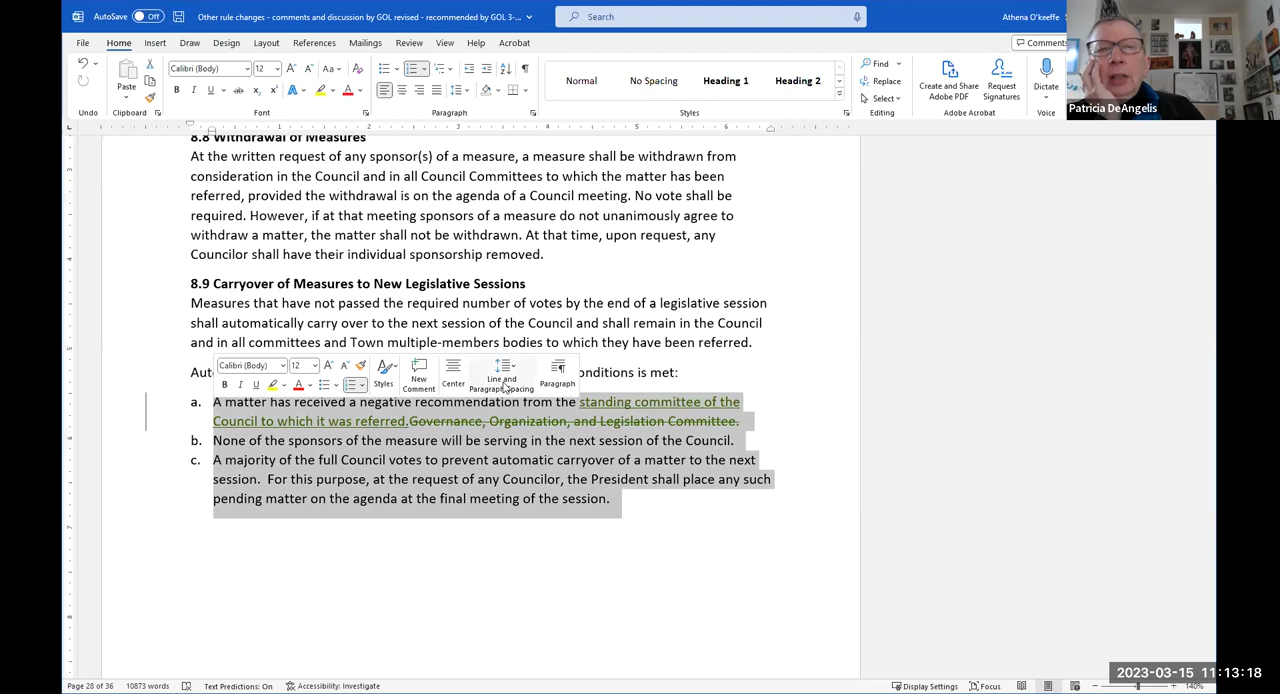 AutoSave Off Other rule changes - comments and discussion by GOL revised - recommended by GOL 3-... Search Athena O'keeffe
File Home Insert Draw Design Layout References Mailings Review View Help Acrobat Comments
Calibri (Body) 12 Find Normal No Spacing Heading 1 Heading 2
Paste Replace Create and Share Adobe PDF Request Signatures Dictate
Select
Undo Clipboard Font Paragraph Styles Editing Adobe Acrobat Voice
Patricia DeAngelis
8.8 Withdrawal of Measures
At the written request of any sponsor(s) of a measure, a measure shall be withdrawn from
consideration in the Council and in all Council Committees to which the matter has been
referred, provided the withdrawal is on the agenda of a Council meeting. No vote shall be
required. However, if at that meeting sponsors of a measure do not unanimously agree to
withdraw a matter, the matter shall not be withdrawn. At that time, upon request, any
Councilor shall have their individual sponsorship removed.
8.9 Carryover of Measures to New Legislative Sessions
Measures that have not passed the required number of votes by the end of a legislative session
shall automatically carry over to the next session of the Council and shall remain in the Council
and in all committees and Town multiple-members bodies to which they have been referred.
onditions is met:
Calibri (Body) 12
Styles New Comment Center Line and Paragraph Spacing Paragraph
a. A matter has received a negative recommendation from the standing committee of the
Council to which it was referred.Governance, Organization, and Legislation Committee.
b. None of the sponsors of the measure will be serving in the next session of the Council.
c. A majority of the full Council votes to prevent automatic carryover of a matter to the next
session. For this purpose, at the request of any Councilor, the President shall place any such
pending matter on the agenda at the final meeting of the session.
2023-03-15 11:13:18
Page 28 of 36 10873 words Text Predictions: On Accessibility: Investigate Display Settings Focus 140%